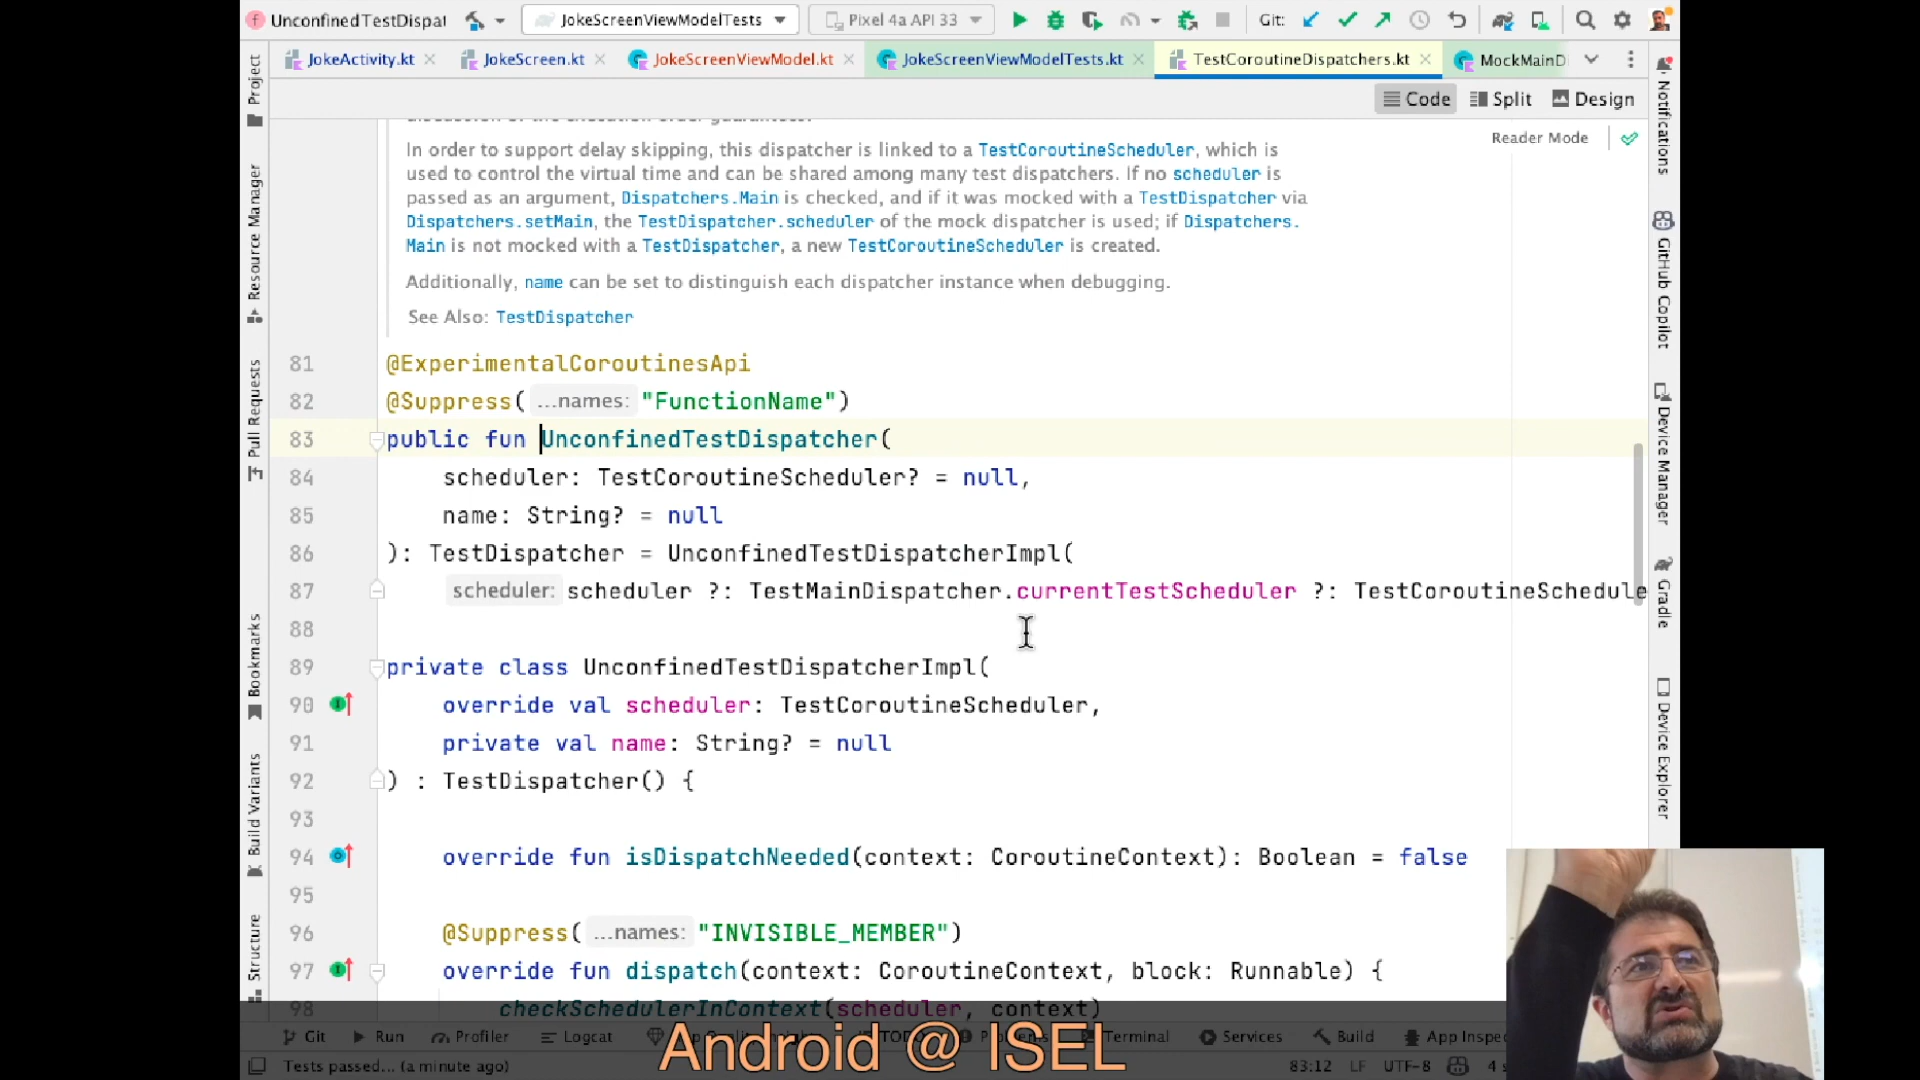 UnconfinedTestDispat
JokeScreenViewModelTests
Pixel 4a API 33
Git:
JokeActivity.kt
JokeScreen.kt
JokeScreenViewModel.kt
JokeScreenViewModelTests.kt
TestCoroutineDispatchers.kt
MockMainD
Code
Split
Design
Reader Mode
In order to support delay skipping, this dispatcher is linked to a TestCoroutineScheduler, which is
used to control the virtual time and can be shared among many test dispatchers. If no scheduler is
passed as an argument, Dispatchers.Main is checked, and if it was mocked with a TestDispatcher via
Dispatchers.setMain, the TestDispatcher.scheduler of the mock dispatcher is used; if Dispatchers.
Main is not mocked with a TestDispatcher, a new TestCoroutineScheduler is created.
Additionally, name can be set to distinguish each dispatcher instance when debugging.
See Also: TestDispatcher
81 @ExperimentalCoroutinesApi
82 @Suppress( ...names: "FunctionName")
83 public fun UnconfinedTestDispatcher(
84 scheduler: TestCoroutineScheduler? = null,
85 name: String? = null
86 ): TestDispatcher = UnconfinedTestDispatcherImpl(
87 scheduler: scheduler ?: TestMainDispatcher.currentTestScheduler ?: TestCoroutineSchedule
88
89 private class UnconfinedTestDispatcherImpl(
90 override val scheduler: TestCoroutineScheduler,
91 private val name: String? = null
92 ) : TestDispatcher() {
93
94 override fun isDispatchNeeded(context: CoroutineContext): Boolean = false
95
96 @Suppress( ...names: "INVISIBLE_MEMBER")
97 override fun dispatch(context: CoroutineContext, block: Runnable) {
98 checkSchedulerInContext(scheduler, context)
Project
Resource Manager
Pull Requests
Bookmarks
Build Variants
Structure
Notifications
GitHub Copilot
Device Manager
Gradle
Device Explorer
Git
Run
Profiler
Logcat
Terminal
Services
Build
App Inspec
Android @ ISEL
Tests passed... (a minute ago)
83:12
LF
UTF-8
4 s